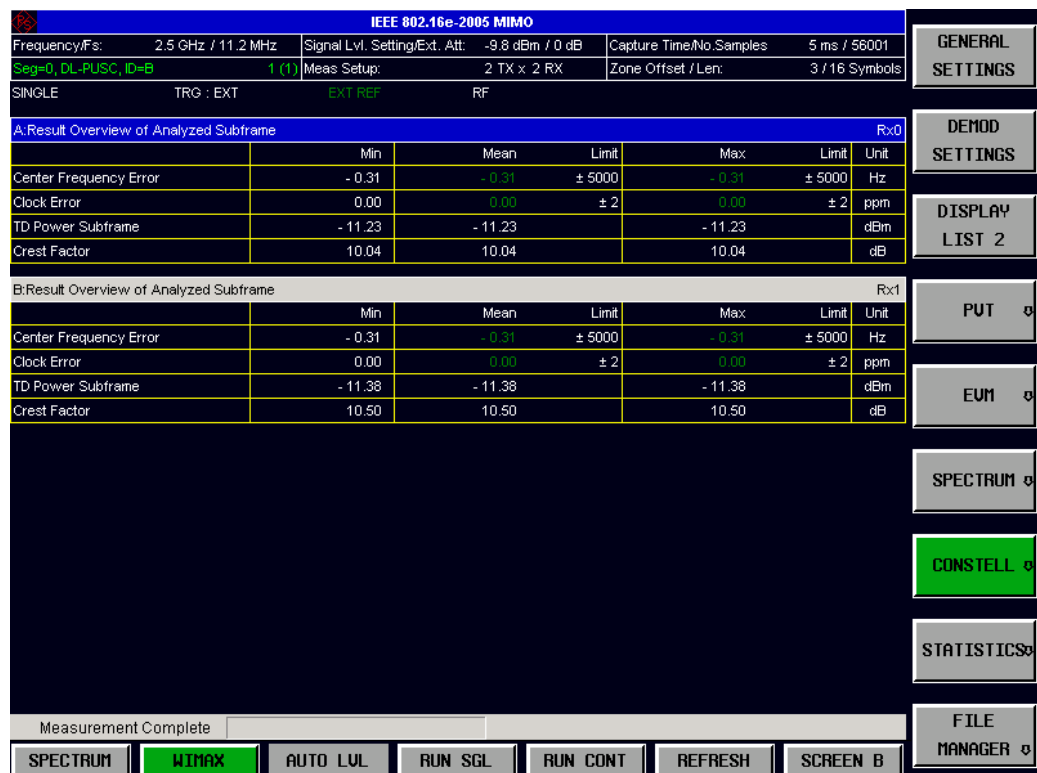 IEEE 802.16e-2005 MIMO
Frequency/Fs: 2.5 GHz / 11.2 MHz Signal Lvl. Setting/Ext. Att: -9.8 dBm / 0 dB Capture Time/No.Samples 5 ms / 56001
Seg=0, DL-PUSC, ID=B 1 (1) Meas Setup: 2 TX x 2 RX Zone Offset / Len: 3 / 16 Symbols
SINGLE TRG : EXT EXT REF RF
A:Result Overview of Analyzed Subframe Rx0
Min Mean Limit Max Limit Unit
Center Frequency Error - 0.31 - 0.31 ± 5000 - 0.31 ± 5000 Hz
Clock Error 0.00 0.00 ± 2 0.00 ± 2 ppm
TD Power Subframe - 11.23 - 11.23 - 11.23 dBm
Crest Factor 10.04 10.04 10.04 dB
B:Result Overview of Analyzed Subframe Rx1
Min Mean Limit Max Limit Unit
Center Frequency Error - 0.31 - 0.31 ± 5000 - 0.31 ± 5000 Hz
Clock Error 0.00 0.00 ± 2 0.00 ± 2 ppm
TD Power Subframe - 11.38 - 11.38 - 11.38 dBm
Crest Factor 10.50 10.50 10.50 dB
Measurement Complete
SPECTRUM WIMAX AUTO LVL RUN SGL RUN CONT REFRESH SCREEN B
GENERAL
SETTINGS
DEMOD
SETTINGS
DISPLAY
LIST 2
PVT
EVM
SPECTRUM
CONSTELL
STATISTICS
FILE
MANAGER